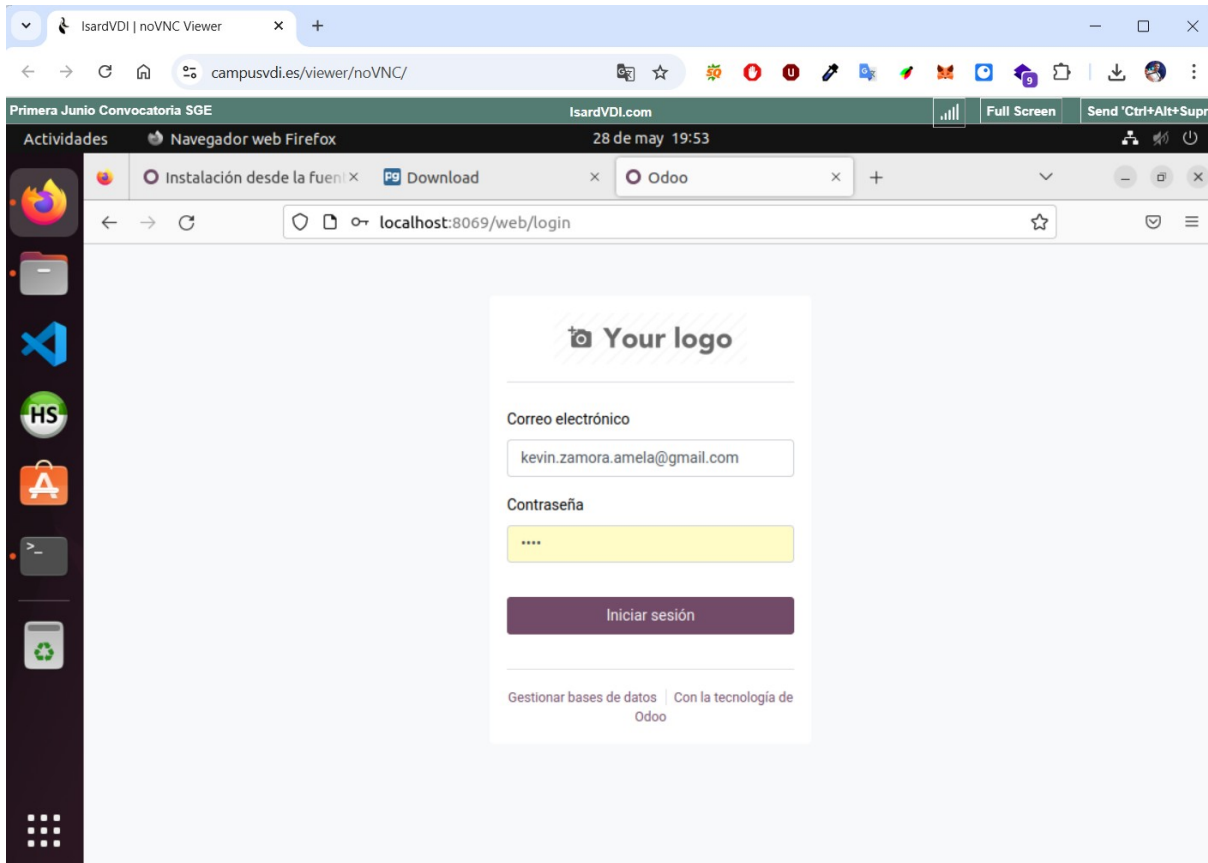 IsardVDI | noVNC Viewer
campusvdi.es/viewer/noVNC/
9
Primera Junio Convocatoria SGE IsardVDI.com Full Screen Send 'Ctrl+Alt+Supr
Actividades Navegador web Firefox 28 de may 19:53
Instalación desde la fuent Download Odoo
localhost:8069/web/login
Your logo
Correo electrónico
kevin.zamora.amela@gmail.com
Contraseña
••••
Iniciar sesión
Gestionar bases de datos Con la tecnología de
Odoo
HS